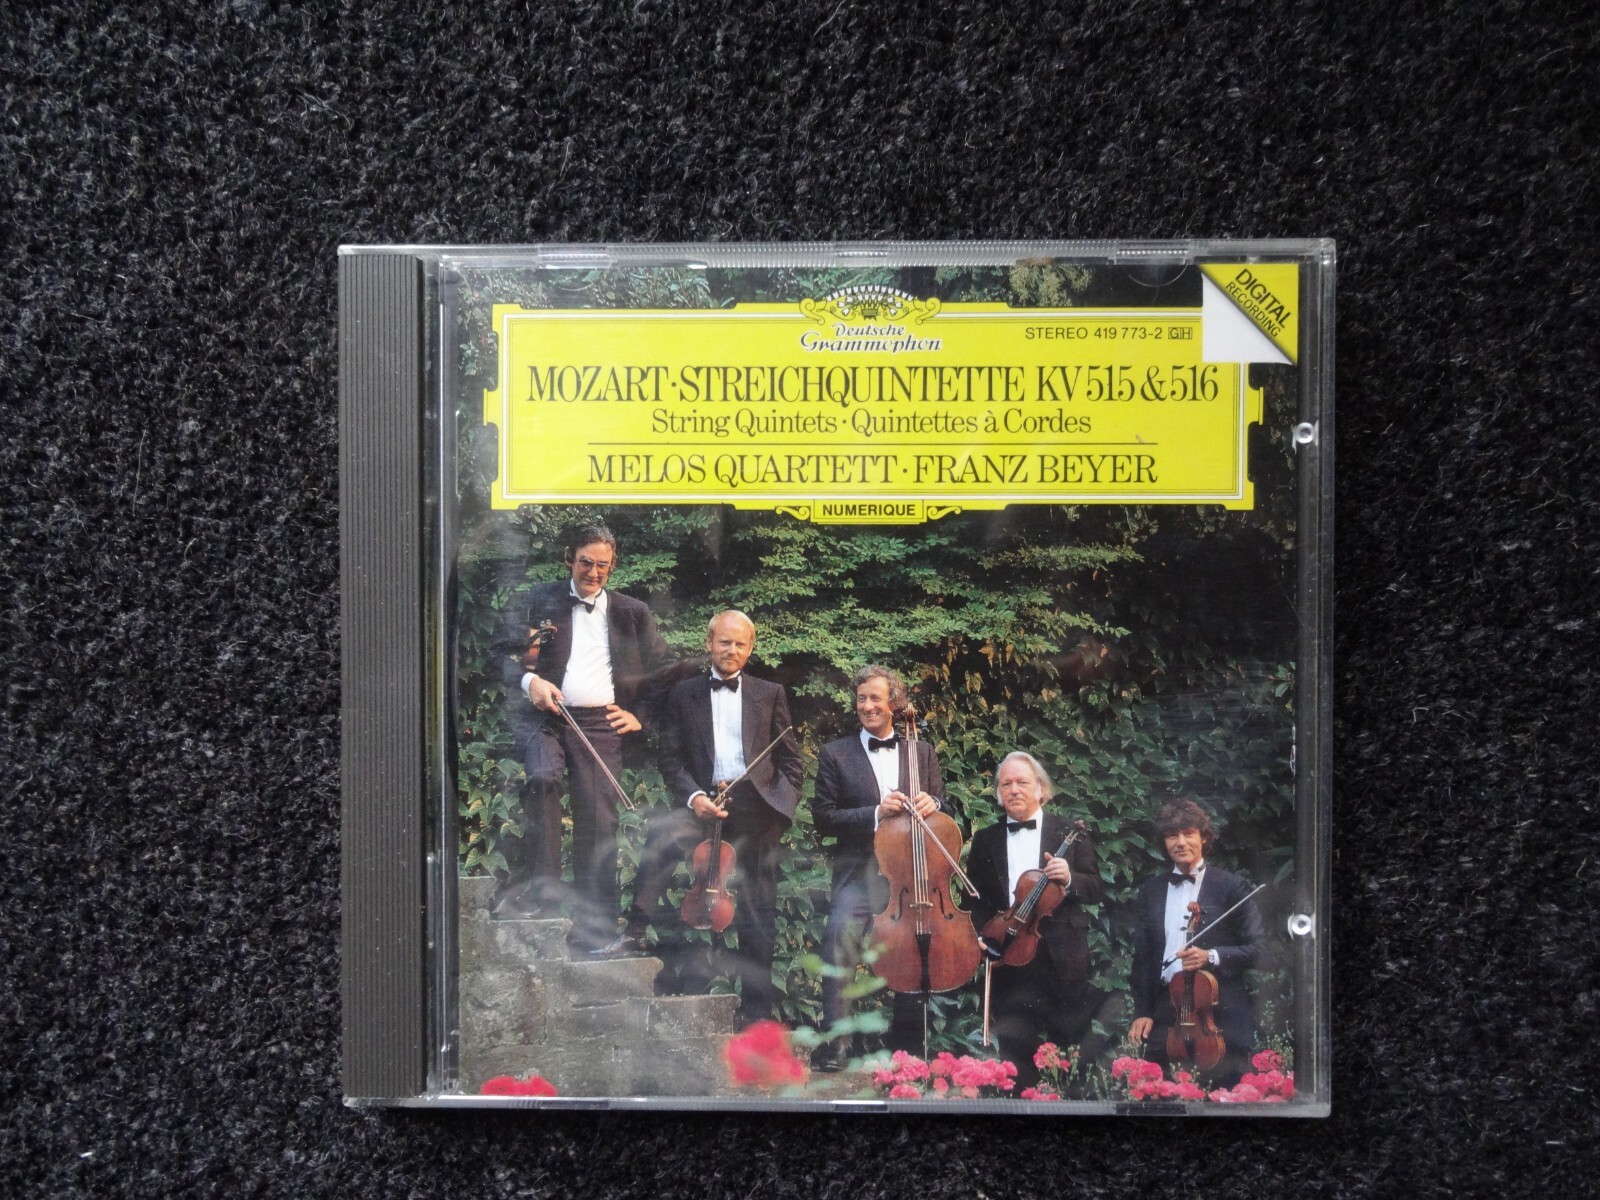 DIGITAL
RECORDING
Deutsche
Grammophon
STEREO 419 773-2 GH
MOZART·STREICHQUINTETTE KV 515 & 516
String Quintets·Quintettes à Cordes
MELOS QUARTETT·FRANZ BEYER
NUMERIQUE